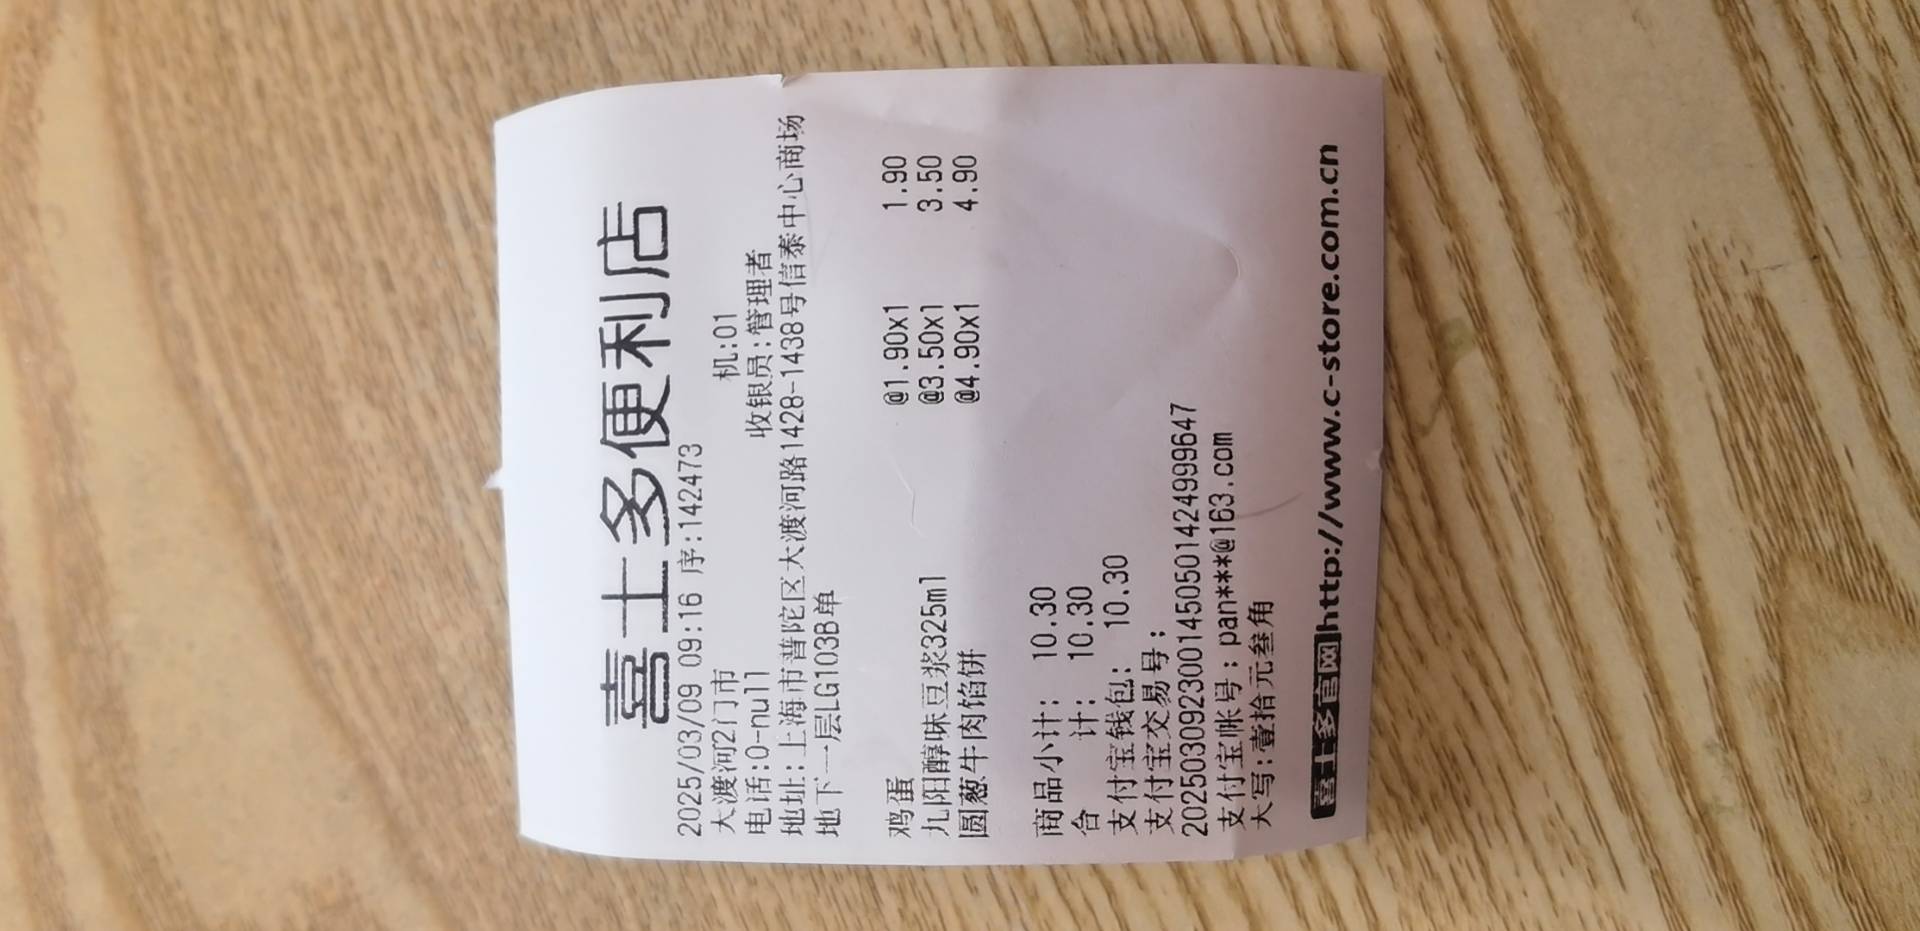 喜士多便利店
2025/03/09 09:16 序:142473
大渡河2门市 机:01
电话:0-null 收银员:管理者
地址:上海市普陀区大渡河路1428-1438号信泰中心商场
地下一层LG103B单
鸡蛋 @1.90x1 1.90
九阳醇味豆浆325ml @3.50x1 3.50
圆葱牛肉馅饼 @4.90x1 4.90
商品小计: 10.30
合 计: 10.30
支付宝钱包: 10.30
支付宝交易号:
2025030923001450501424999647
支付宝帐号:pan****@163.com
大写:壹拾元叁角
喜士多官网http://www.c-store.com.cn